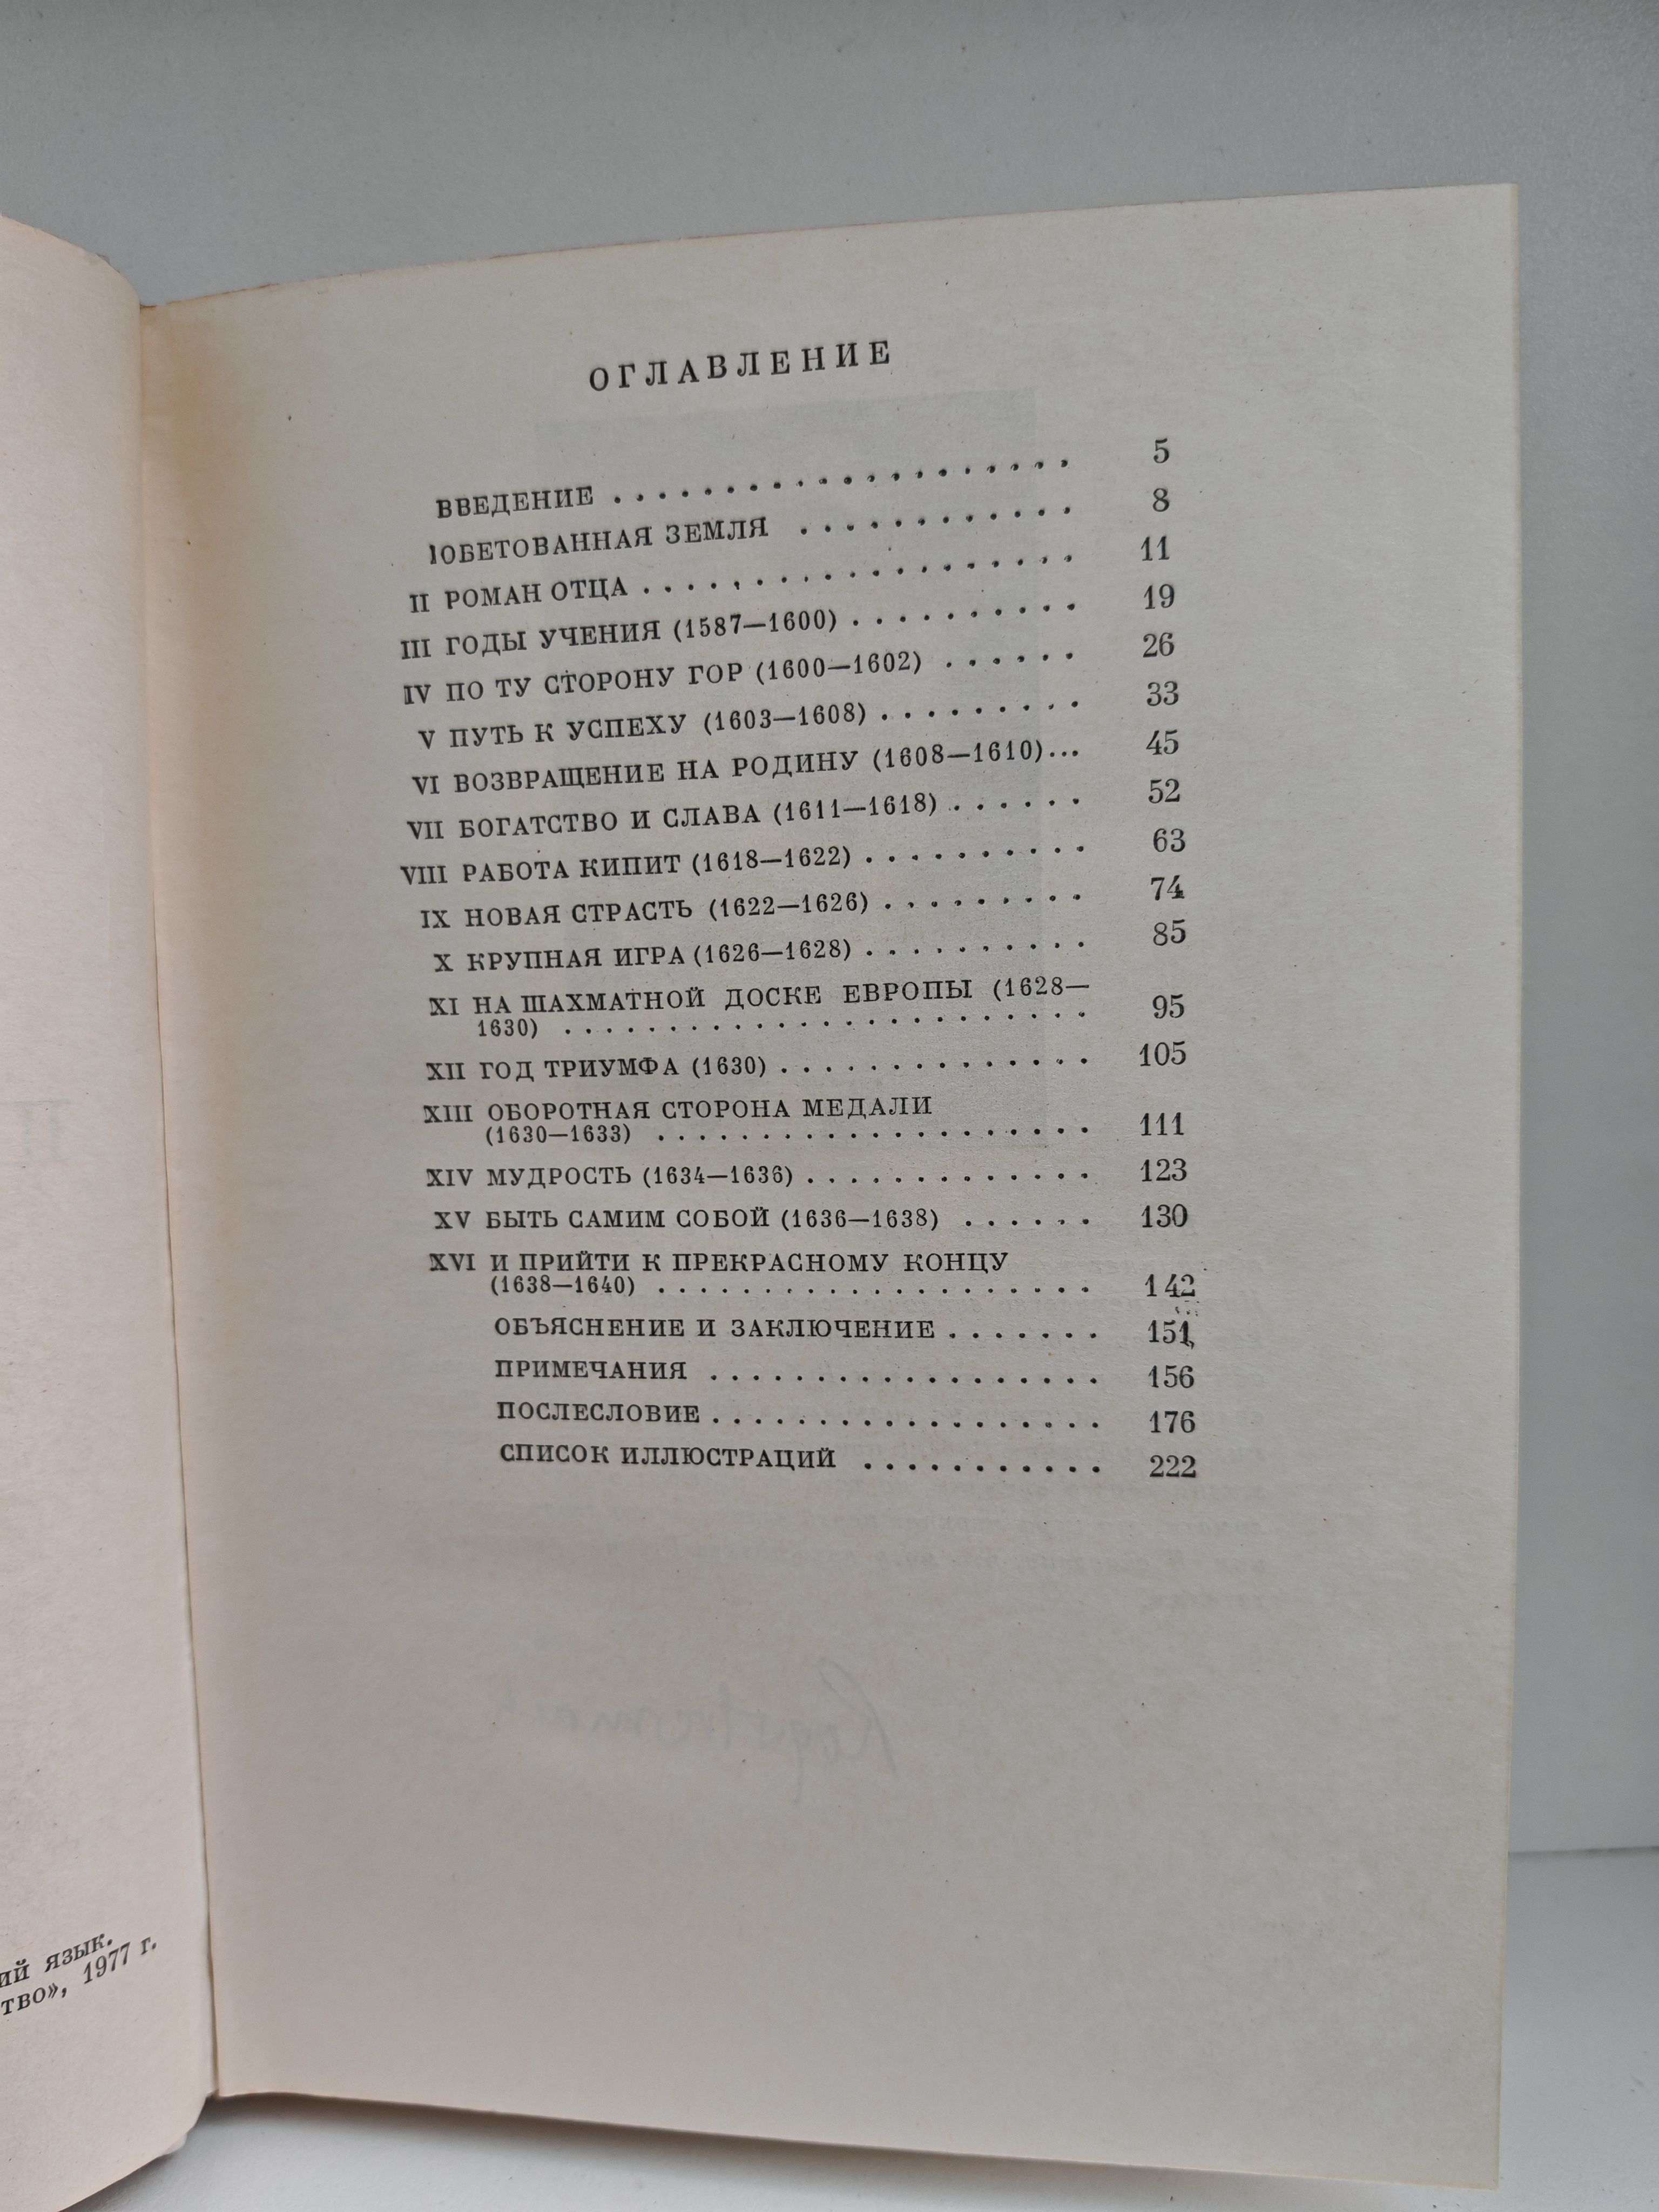 ОГЛАВЛЕНИЕ
ВВЕДЕНИЕ . . . . . . . . . . . . . . . . . . . . 5
I ОБЕТОВАННАЯ ЗЕМЛЯ . . . . . . . . . . . . 8
II РОМАН ОТЦА . . . . . . . . . . . . . . . . . . . 11
III ГОДЫ УЧЕНИЯ (1587—1600) . . . . . . . . . . 19
IV ПО ТУ СТОРОНУ ГОР (1600—1602) . . . . . . 26
V ПУТЬ К УСПЕХУ (1603—1608) . . . . . . . . . 33
VI ВОЗВРАЩЕНИЕ НА РОДИНУ (1608—1610) . . . 45
VII БОГАТСТВО И СЛАВА (1611—1618) . . . . . . 52
VIII РАБОТА КИПИТ (1618—1622) . . . . . . . . . . 63
IX НОВАЯ СТРАСТЬ (1622—1626) . . . . . . . . . 74
X КРУПНАЯ ИГРА (1626—1628) . . . . . . . . . . 85
XI НА ШАХМАТНОЙ ДОСКЕ ЕВРОПЫ (1628—
1630) . . . . . . . . . . . . . . . . . . . . . . 95
XII ГОД ТРИУМФА (1630) . . . . . . . . . . . . . . 105
XIII ОБОРОТНАЯ СТОРОНА МЕДАЛИ
(1630—1633) . . . . . . . . . . . . . . . . . . 111
XIV МУДРОСТЬ (1634—1636) . . . . . . . . . . . . . 123
XV БЫТЬ САМИМ СОБОЙ (1636—1638) . . . . . . 130
XVI И ПРИЙТИ К ПРЕКРАСНОМУ КОНЦУ
(1638—1640) . . . . . . . . . . . . . . . . . . 142
ОБЪЯСНЕНИЕ И ЗАКЛЮЧЕНИЕ . . . . . . . 151
ПРИМЕЧАНИЯ . . . . . . . . . . . . . . . . . . 156
ПОСЛЕСЛОВИЕ . . . . . . . . . . . . . . . . . . 176
СПИСОК ИЛЛЮСТРАЦИЙ . . . . . . . . . . . 222
ий язык.
тво», 1977 г.